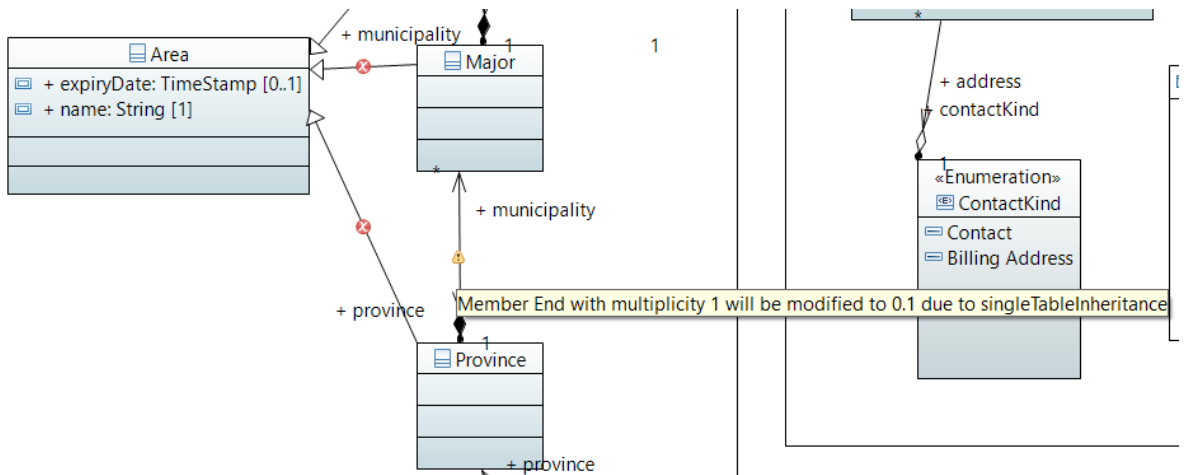 + municipality
1
1
Area
+ expiryDate: TimeStamp [0..1]
+ name: String [1]
Major
*
+ municipality
+ province
Member End with multiplicity 1 will be modified to 0.1 due to singleTableInheritance
1
Province
+ province
*
+ address
+ contactKind
1
«Enumeration»
ContactKind
Contact
Billing Address